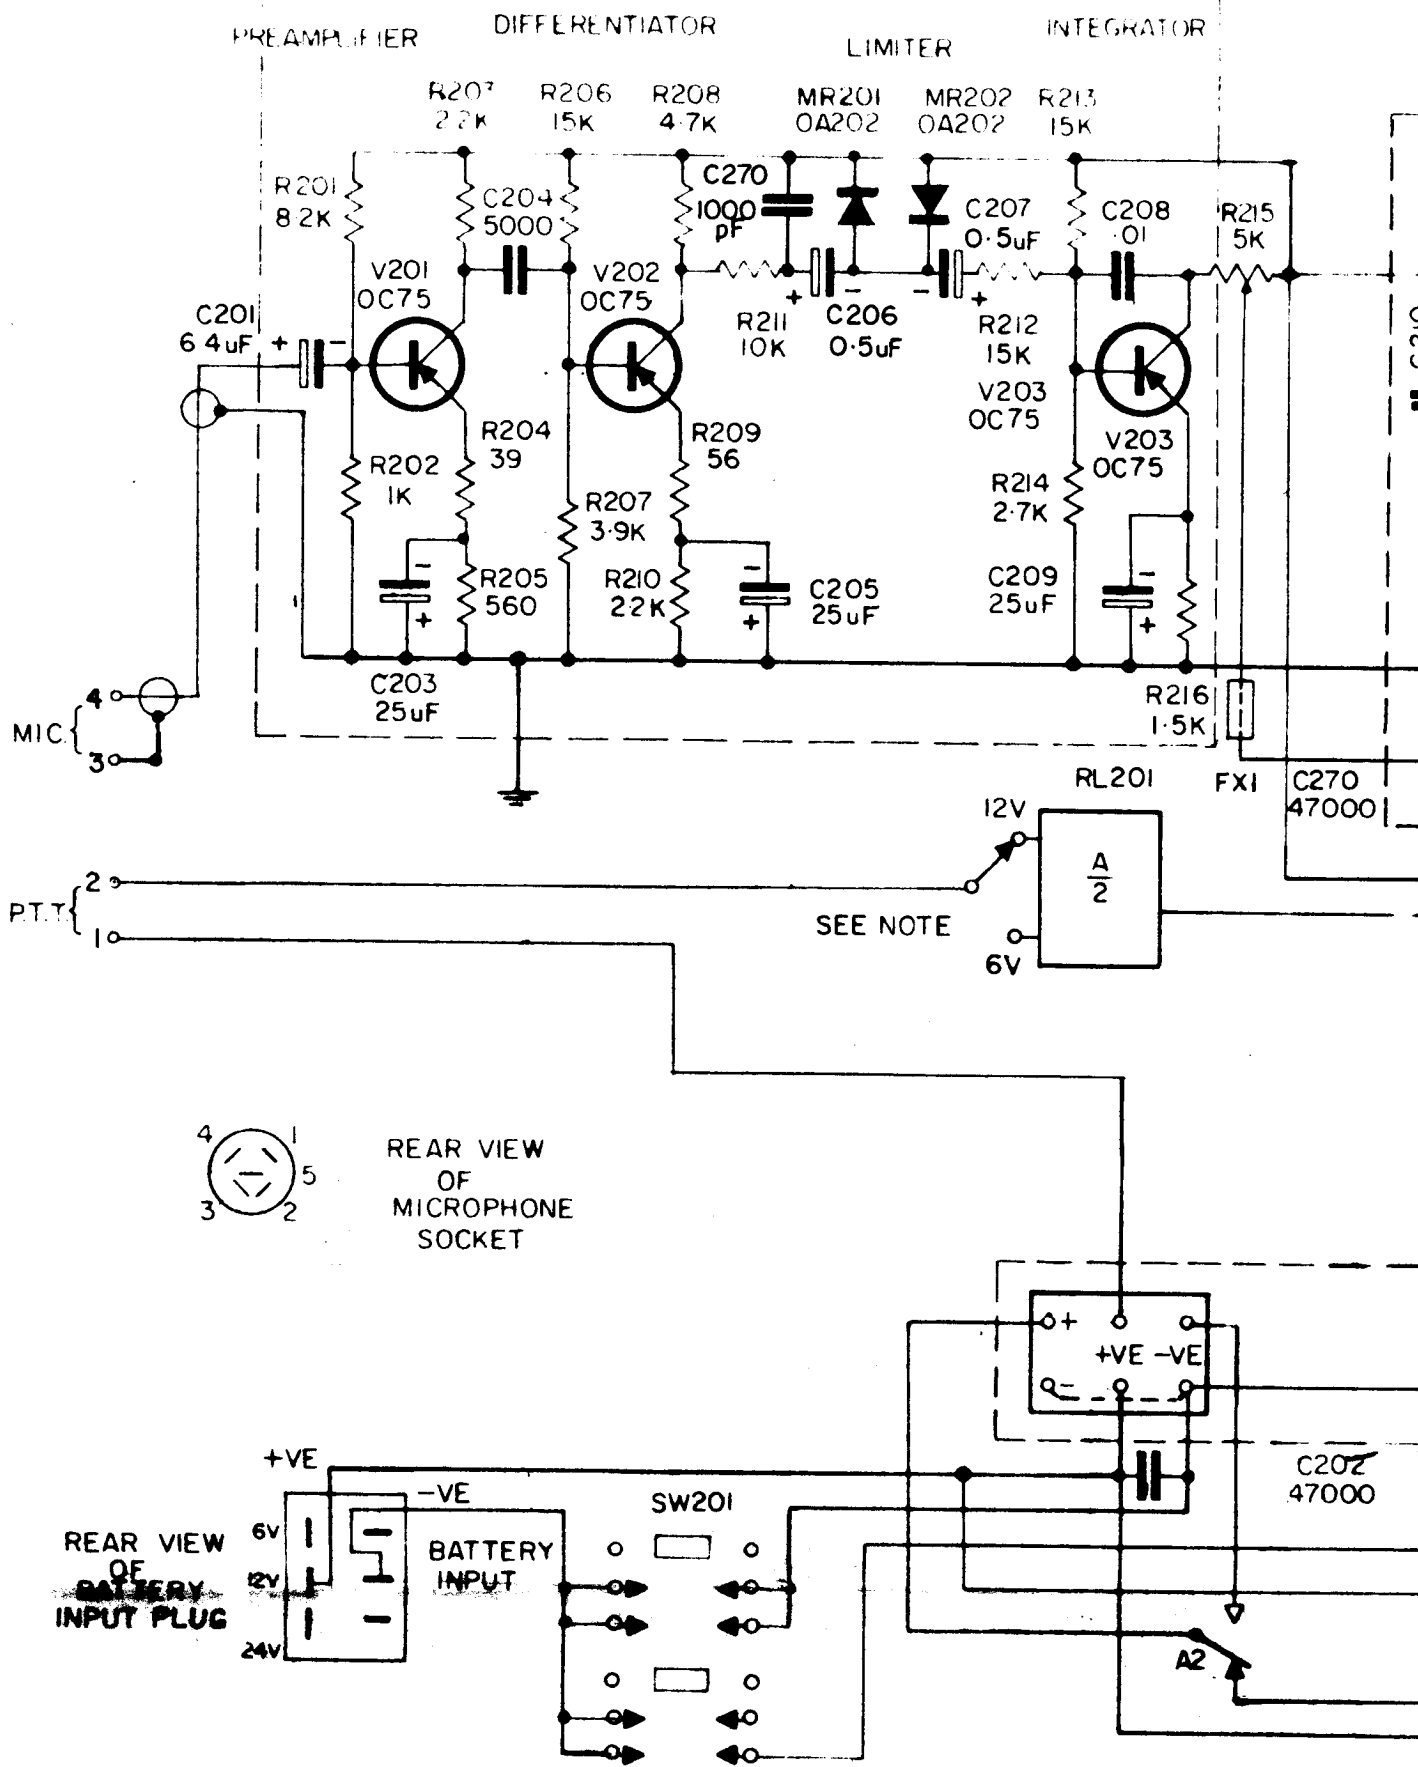 PREAMPLIFIER
DIFFERENTIATOR
LIMITER
INTEGRATOR
R207
2·2K
R206
15K
R208
4·7K
MR201
OA202
MR202
OA202
R213
15K
R201
8·2K
C204
5000
C270
1000
pF
C207
0·5uF
C208
·01
R215
5K
V201
OC75
V202
OC75
C201
6·4uF
+
-
R211
10K
+
-
C206
0·5uF
-
+
R212
15K
V203
OC75
V203
OC75
R204
39
R209
56
R202
1K
R207
3·9K
R214
2·7K
R205
560
-
+
R210
2·2K
-
+
C205
25uF
C209
25uF
-
+
C203
25uF
R216
1·5K
4
MIC.
3
RL201
FX1
C270
47000
12V
A
2
2
P.T.T.
1
SEE NOTE
6V
4
1
5
3
2
REAR VIEW
OF
MICROPHONE
SOCKET
+
+VE
-VE
-
+VE
-VE
SW201
C202
47000
REAR VIEW
OF
BATTERY
INPUT PLUG
6V
12V
24V
BATTERY
INPUT
A2